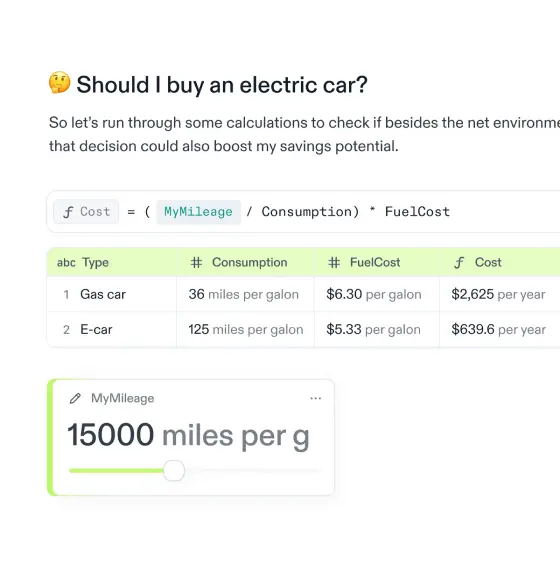 🤔 Should I buy an electric car?
So let's run through some calculations to check if besides the net environme
that decision could also boost my savings potential.
ƒ Cost = ( MyMileage / Consumption) * FuelCost
abc Type # Consumption # FuelCost ƒ Cost
1 Gas car 36 miles per galon $6.30 per galon $2,625 per year
2 E-car 125 miles per galon $5.33 per galon $639.6 per year
MyMileage ...
15000 miles per g